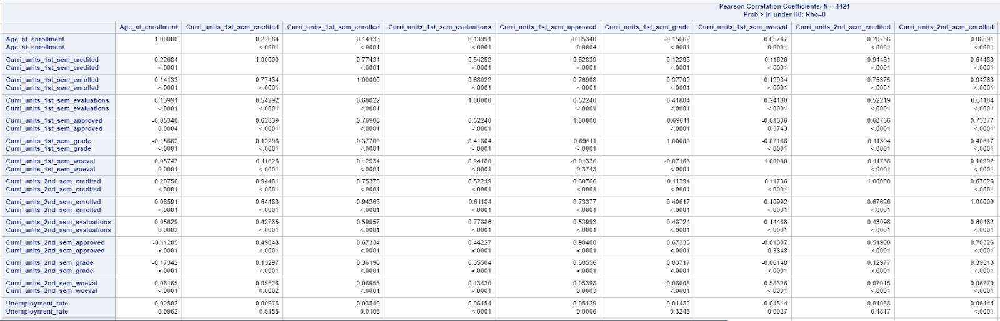 Pearson Correlation Coefficients, N = 4424
Prob > |r| under H0: Rho=0
Age_at_enrollment Curri_units_1st_sem_credited Curri_units_1st_sem_enrolled Curri_units_1st_sem_evaluations Curri_units_1st_sem_approved Curri_units_1st_sem_grade Curri_units_1st_sem_woeval Curri_units_2nd_sem_credited Curri_units_2nd_sem_enrolled
Age_at_enrollment 1.00000 0.22684 0.14133 0.13991 -0.05340 -0.15662 0.05747 0.20756 0.08591
Age_at_enrollment <.0001 <.0001 <.0001 0.0004 <.0001 0.0001 <.0001 <.0001
Curri_units_1st_sem_credited 0.22684 1.00000 0.77434 0.54292 0.62839 0.12298 0.11626 0.94481 0.64483
Curri_units_1st_sem_credited <.0001 <.0001 <.0001 <.0001 <.0001 <.0001 <.0001 <.0001
Curri_units_1st_sem_enrolled 0.14133 0.77434 1.00000 0.68022 0.76908 0.37700 0.12934 0.75375 0.94263
Curri_units_1st_sem_enrolled <.0001 <.0001 <.0001 <.0001 <.0001 <.0001 <.0001 <.0001
Curri_units_1st_sem_evaluations 0.13991 0.54292 0.68022 1.00000 0.52240 0.41804 0.24180 0.52219 0.61184
Curri_units_1st_sem_evaluations <.0001 <.0001 <.0001 <.0001 <.0001 <.0001 <.0001 <.0001
Curri_units_1st_sem_approved -0.05340 0.62839 0.76908 0.52240 1.00000 0.69611 -0.01336 0.60766 0.73377
Curri_units_1st_sem_approved 0.0004 <.0001 <.0001 <.0001 <.0001 0.3743 <.0001 <.0001
Curri_units_1st_sem_grade -0.15662 0.12298 0.37700 0.41804 0.69611 1.00000 -0.07166 0.11394 0.40617
Curri_units_1st_sem_grade <.0001 <.0001 <.0001 <.0001 <.0001 <.0001 <.0001 <.0001
Curri_units_1st_sem_woeval 0.05747 0.11626 0.12934 0.24180 -0.01336 -0.07166 1.00000 0.11736 0.10992
Curri_units_1st_sem_woeval 0.0001 <.0001 <.0001 <.0001 0.3743 <.0001 <.0001 <.0001
Curri_units_2nd_sem_credited 0.20756 0.94481 0.75375 0.52219 0.60766 0.11394 0.11736 1.00000 0.67626
Curri_units_2nd_sem_credited <.0001 <.0001 <.0001 <.0001 <.0001 <.0001 <.0001 <.0001
Curri_units_2nd_sem_enrolled 0.08591 0.64483 0.94263 0.61184 0.73377 0.40617 0.10992 0.67626 1.00000
Curri_units_2nd_sem_enrolled <.0001 <.0001 <.0001 <.0001 <.0001 <.0001 <.0001 <.0001
Curri_units_2nd_sem_evaluations 0.05629 0.42785 0.59957 0.77886 0.53993 0.48724 0.14468 0.43098 0.60482
Curri_units_2nd_sem_evaluations 0.0002 <.0001 <.0001 <.0001 <.0001 <.0001 <.0001 <.0001 <.0001
Curri_units_2nd_sem_approved -0.11205 0.49048 0.67334 0.44227 0.90400 0.67333 -0.01307 0.51908 0.70326
Curri_units_2nd_sem_approved <.0001 <.0001 <.0001 <.0001 <.0001 <.0001 0.3848 <.0001 <.0001
Curri_units_2nd_sem_grade -0.17342 0.13297 0.36196 0.35504 0.68556 0.83717 -0.06148 0.12977 0.39513
Curri_units_2nd_sem_grade <.0001 <.0001 <.0001 <.0001 <.0001 <.0001 <.0001 <.0001 <.0001
Curri_units_2nd_sem_woeval 0.06165 0.05526 0.06955 0.13430 -0.05398 -0.06608 0.58326 0.07015 0.06770
Curri_units_2nd_sem_woeval <.0001 0.0002 <.0001 <.0001 0.0003 <.0001 <.0001 <.0001 <.0001
Unemployment_rate 0.02502 0.00978 0.03840 0.06154 0.05129 0.01482 -0.04514 0.01058 0.06444
Unemployment_rate 0.0962 0.5155 0.0106 <.0001 0.0006 0.3243 0.0027 0.4817 <.0001